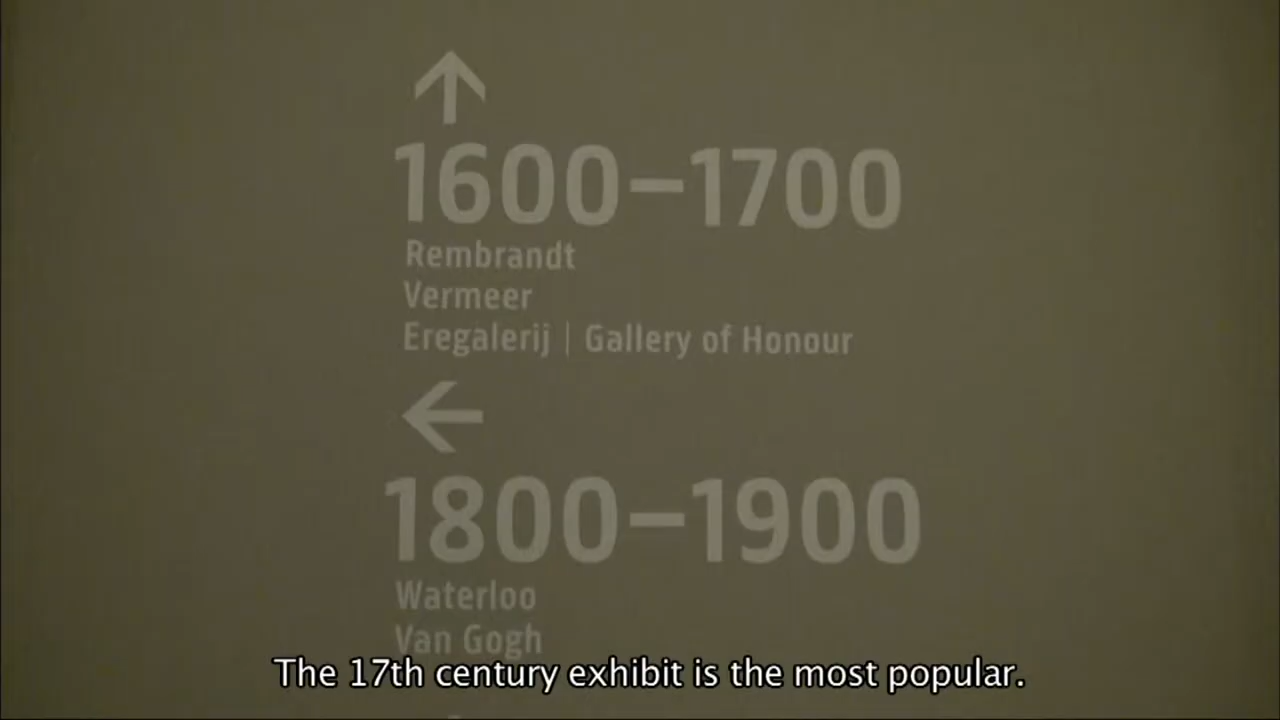 1600–1700
Rembrandt
Vermeer
Eregalerij | Gallery of Honour
1800–1900
Waterloo
Van Gogh
The 17th century exhibit is the most popular.